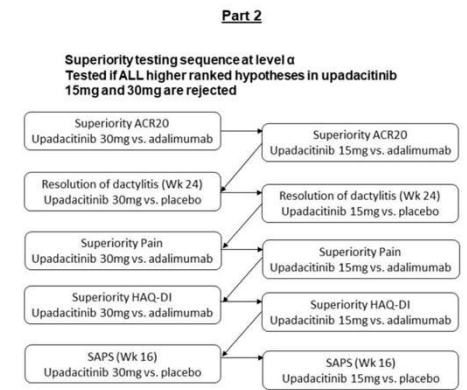 Part 2
Superiority testing sequence at level α
Tested if ALL higher ranked hypotheses in upadacitinib
15mg and 30mg are rejected
Superiority ACR20
Upadacitinib 30mg vs. adalimumab
Superiority ACR20
Upadacitinib 15mg vs. adalimumab
Resolution of dactylitis (Wk 24)
Upadacitinib 30mg vs. placebo
Resolution of dactylitis (Wk 24)
Upadacitinib 15mg vs. placebo
Superiority Pain
Upadacitinib 30mg vs. adalimumab
Superiority Pain
Upadacitinib 15mg vs. adalimumab
Superiority HAQ-DI
Upadacitinib 30mg vs. adalimumab
Superiority HAQ-DI
Upadacitinib 15mg vs. adalimumab
SAPS (Wk 16)
Upadacitinib 30mg vs. placebo
SAPS (Wk 16)
Upadacitinib 15mg vs. placebo